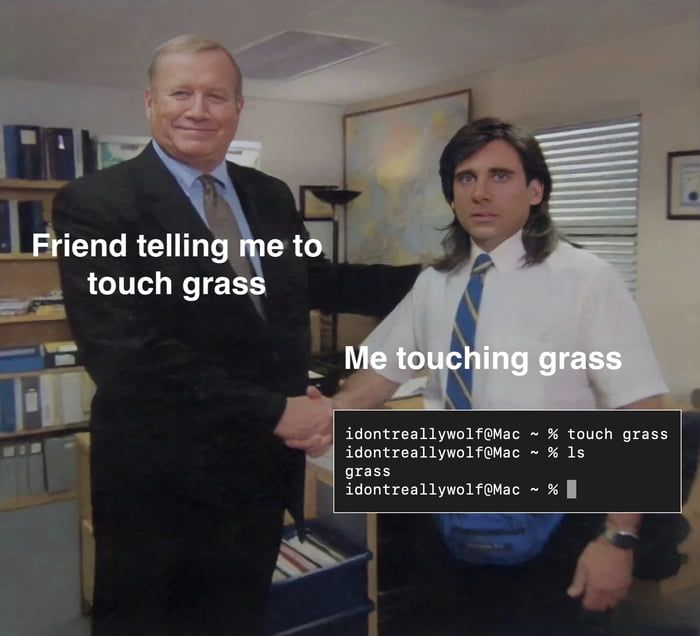 Friend telling me to
touch grass
Me touching grass
idontreallywolf@Mac ~ % touch grass
idontreallywolf@Mac ~ % ls
grass
idontreallywolf@Mac ~ %